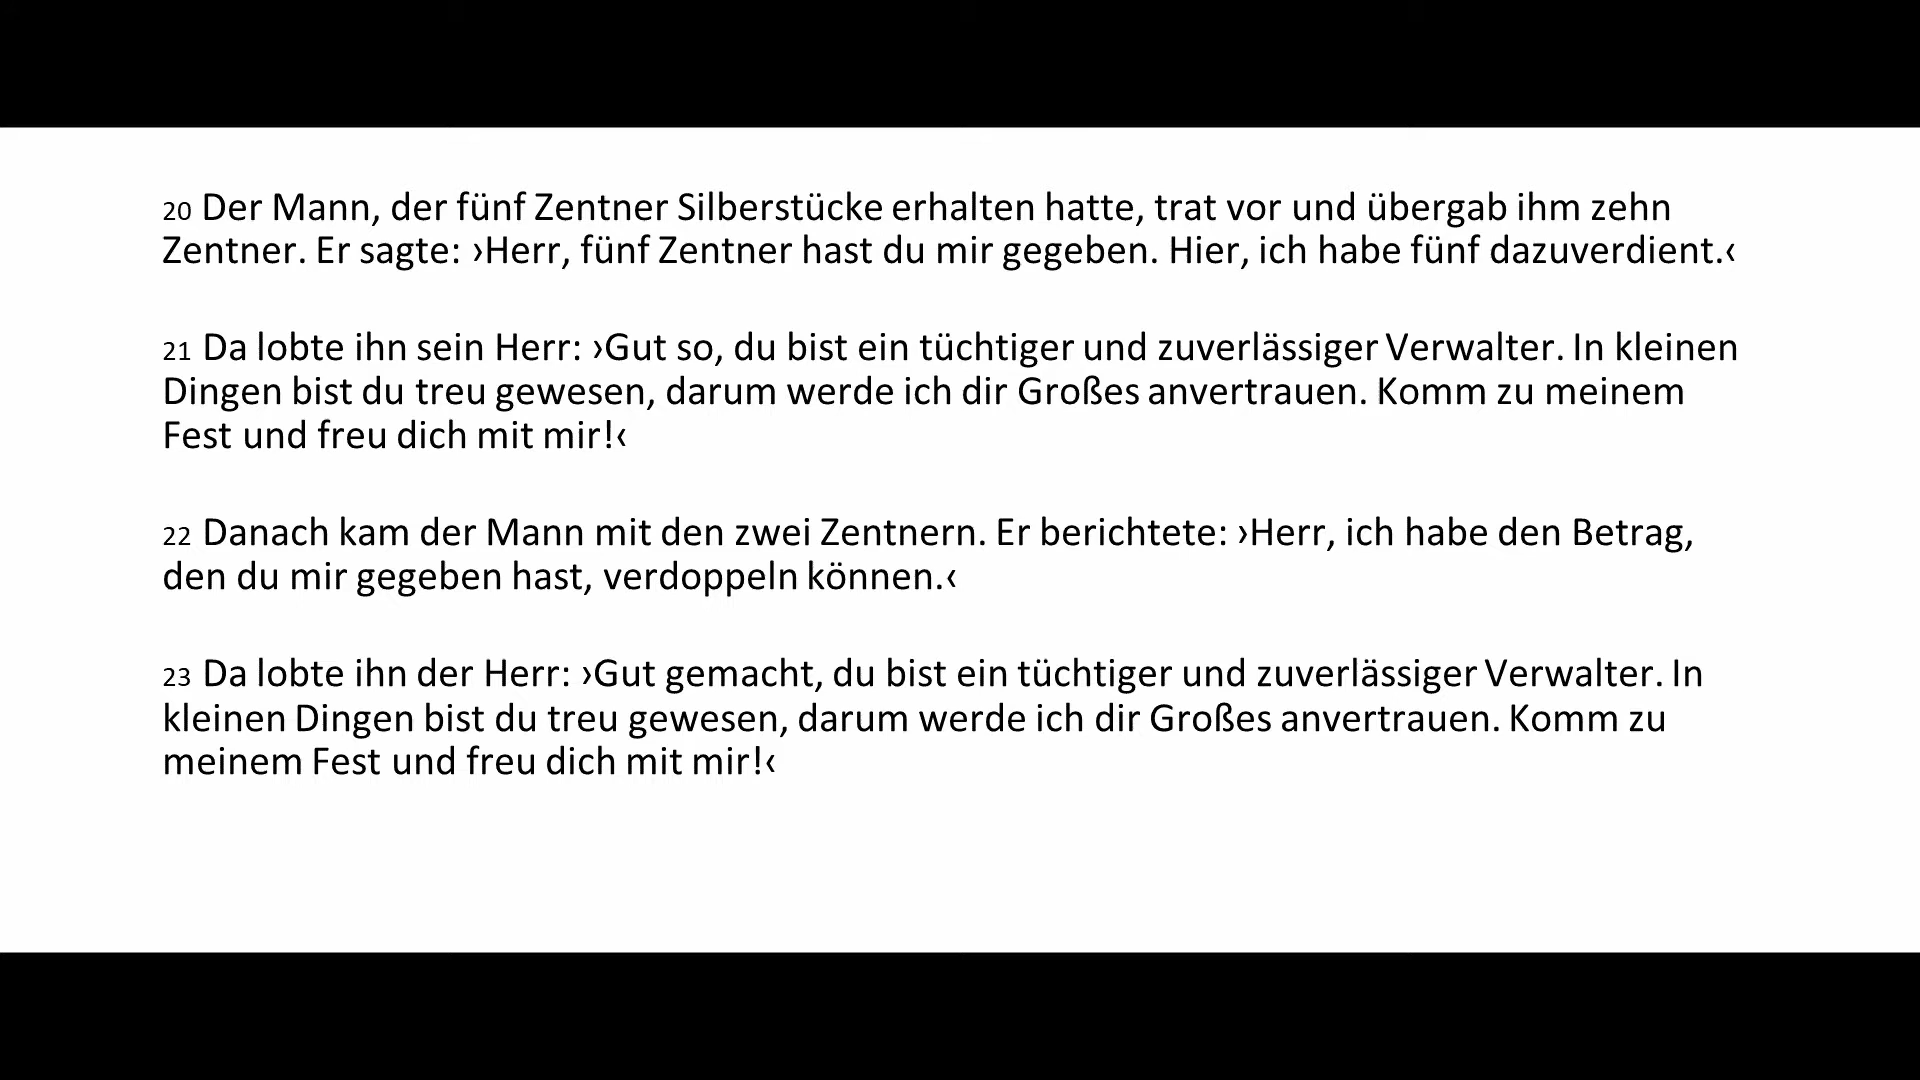 20 Der Mann, der fünf Zentner Silberstücke erhalten hatte, trat vor und übergab ihm zehn
Zentner. Er sagte: ›Herr, fünf Zentner hast du mir gegeben. Hier, ich habe fünf dazuverdient.‹
21 Da lobte ihn sein Herr: ›Gut so, du bist ein tüchtiger und zuverlässiger Verwalter. In kleinen
Dingen bist du treu gewesen, darum werde ich dir Großes anvertrauen. Komm zu meinem
Fest und freu dich mit mir!‹
22 Danach kam der Mann mit den zwei Zentnern. Er berichtete: ›Herr, ich habe den Betrag,
den du mir gegeben hast, verdoppeln können.‹
23 Da lobte ihn der Herr: ›Gut gemacht, du bist ein tüchtiger und zuverlässiger Verwalter. In
kleinen Dingen bist du treu gewesen, darum werde ich dir Großes anvertrauen. Komm zu
meinem Fest und freu dich mit mir!‹